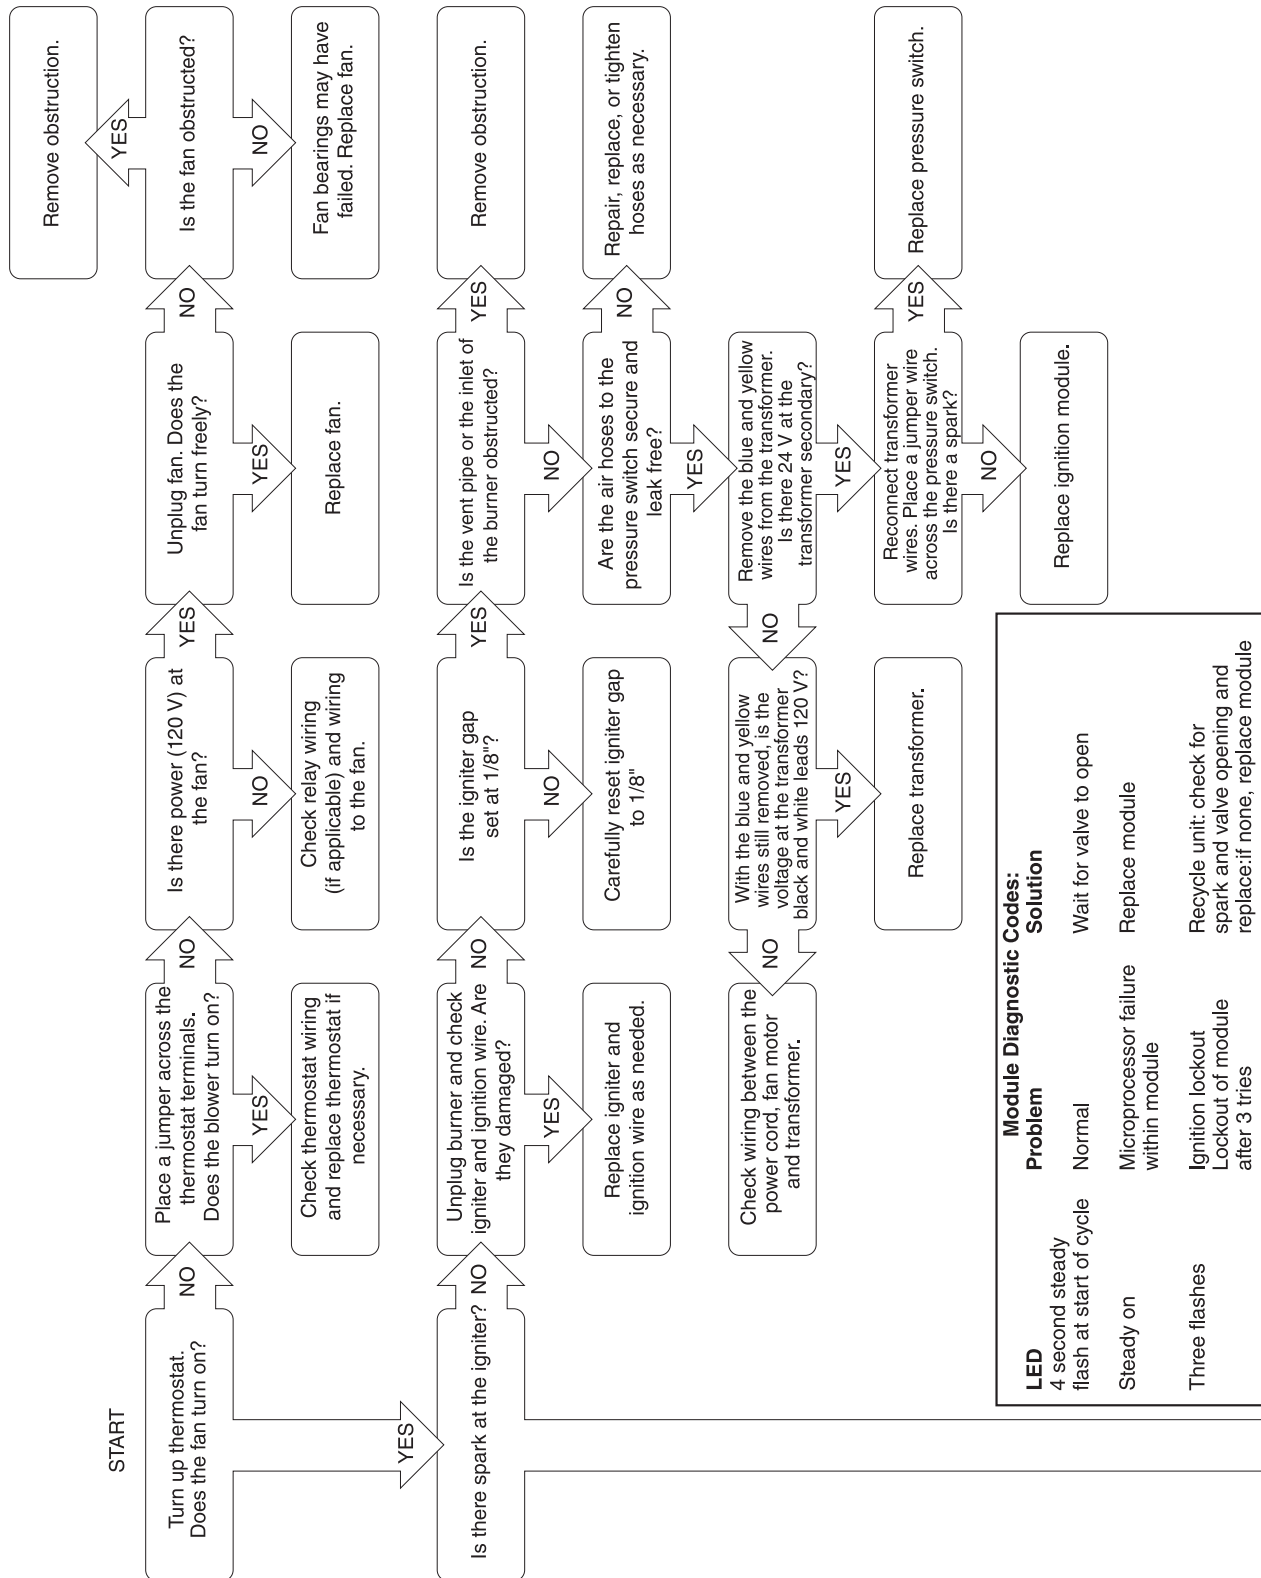 START
Turn up thermostat.
Does the fan turn on?
NO
Place a jumper across the
thermostat terminals.
Does the blower turn on?
NO
Is there power (120 V) at
the fan?
YES
Unplug fan. Does the
fan turn freely?
NO
Is the fan obstructed?
YES
Remove obstruction.
NO
Fan bearings may have
failed. Replace fan.
YES
Check thermostat wiring
and replace thermostat if
necessary.
NO
Check relay wiring
(if applicable) and wiring
to the fan.
YES
Replace fan.
YES
Is there spark at the igniter?
NO
Unplug burner and check
igniter and ignition wire. Are
they damaged?
NO
Is the igniter gap
set at 1/8"?
YES
Is the vent pipe or the inlet of
the burner obstructed?
YES
Remove obstruction.
YES
Replace igniter and
ignition wire as needed.
NO
Carefully reset igniter gap
to 1/8"
NO
Are the air hoses to the
pressure switch secure and
leak free?
NO
Repair, replace, or tighten
hoses as necessary.
YES
Remove the blue and yellow
wires from the transformer.
Is there 24 V at the
transformer secondary?
NO
With the blue and yellow
wires still removed, is the
voltage at the transformer
black and white leads 120 V?
NO
Check wiring between the
power cord, fan motor
and transformer.
YES
Replace transformer.
YES
Reconnect transformer
wires. Place a jumper wire
across the pressure switch.
Is there a spark?
YES
Replace pressure switch.
NO
Replace ignition module.
Module Diagnostic Codes:
LED Problem Solution
4 second steady
flash at start of cycle Normal Wait for valve to open
Steady on Microprocessor failure Replace module
within module
Three flashes Ignition lockout Recycle unit: check for
Lockout of module spark and valve opening and
after 3 tries replace:if none, replace module